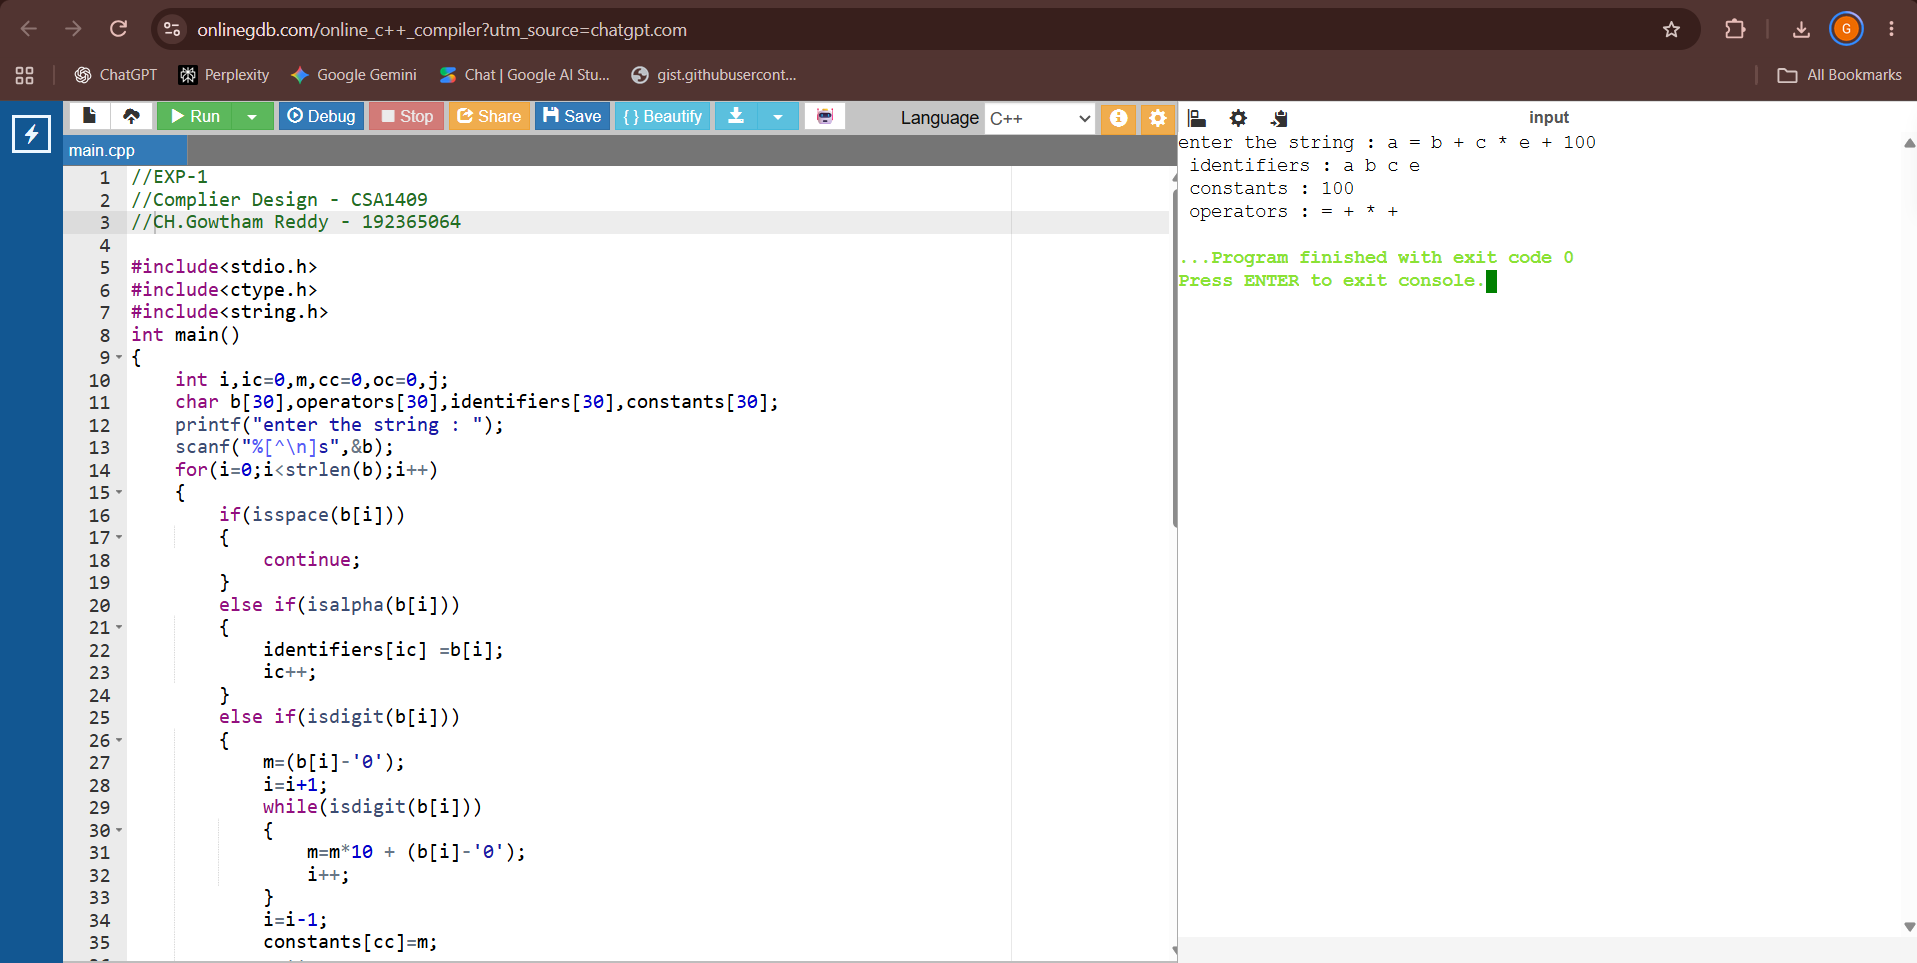 onlinegdb.com/online_c++_compiler?utm_source=chatgpt.com
G
ChatGPT Perplexity Google Gemini Chat | Google AI Stu... gist.githubusercont... All Bookmarks
Run Debug Stop Share Save { } Beautify Language C++
main.cpp
1 //EXP-1
2 //Complier Design - CSA1409
3 //CH.Gowtham Reddy - 192365064
4
5 #include<stdio.h>
6 #include<ctype.h>
7 #include<string.h>
8 int main()
9 {
10 int i,ic=0,m,cc=0,oc=0,j;
11 char b[30],operators[30],identifiers[30],constants[30];
12 printf("enter the string : ");
13 scanf("%[^\n]s",&b);
14 for(i=0;i<strlen(b);i++)
15 {
16 if(isspace(b[i]))
17 {
18 continue;
19 }
20 else if(isalpha(b[i]))
21 {
22 identifiers[ic] =b[i];
23 ic++;
24 }
25 else if(isdigit(b[i]))
26 {
27 m=(b[i]-'0');
28 i=i+1;
29 while(isdigit(b[i]))
30 {
31 m=m*10 + (b[i]-'0');
32 i++;
33 }
34 i=i-1;
35 constants[cc]=m;
input
enter the string : a = b + c * e + 100
identifiers : a b c e
constants : 100
operators : = + * +
...Program finished with exit code 0
Press ENTER to exit console.